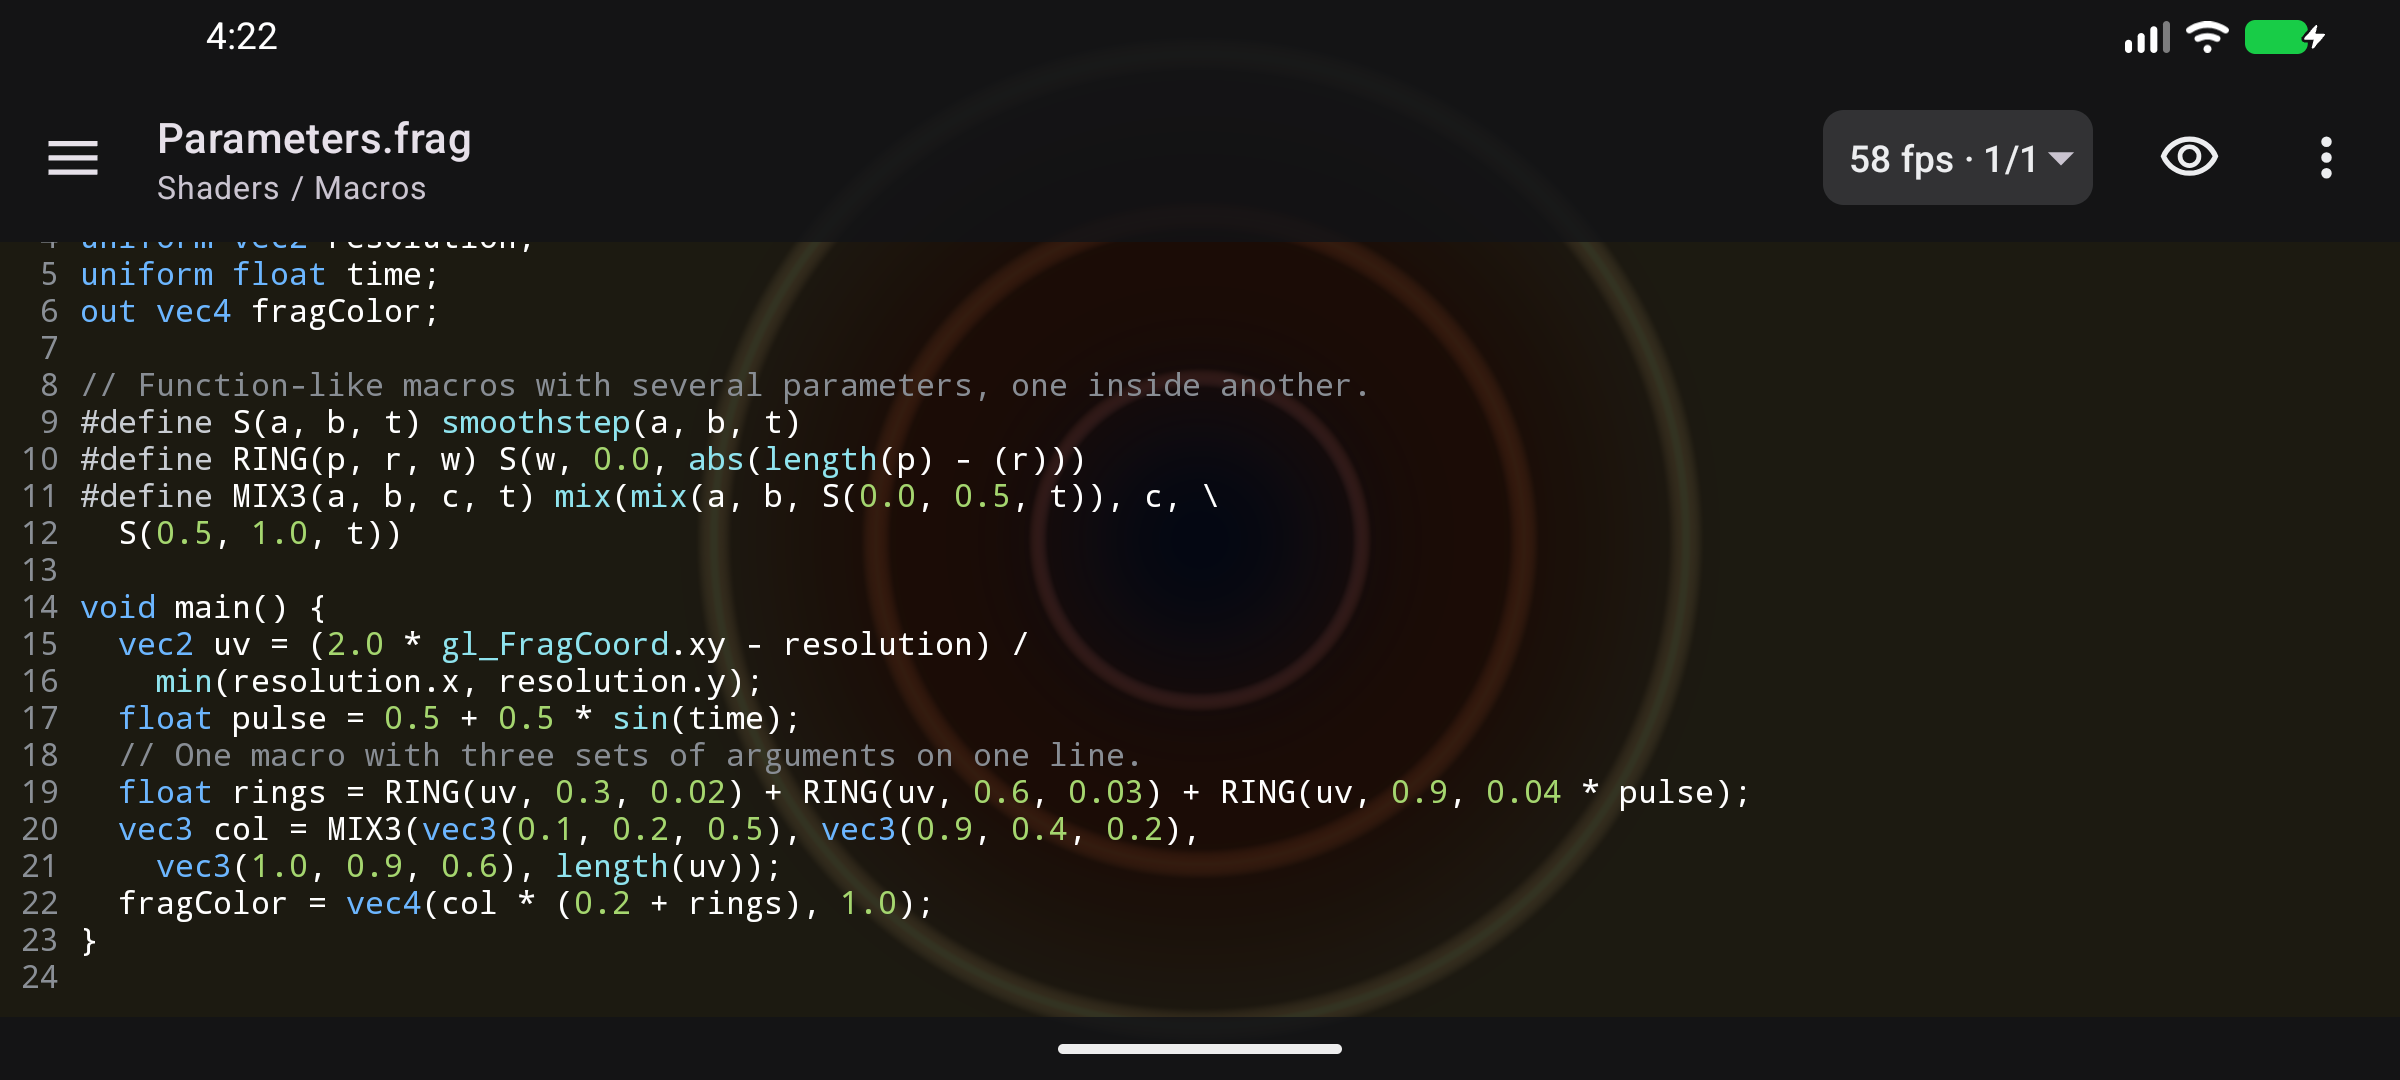 4:22
Parameters.frag
Shaders / Macros
58 fps · 1/1
4 uniform vec2 resolution;
5 uniform float time;
6 out vec4 fragColor;
7
8 // Function-like macros with several parameters, one inside another.
9 #define S(a, b, t) smoothstep(a, b, t)
10 #define RING(p, r, w) S(w, 0.0, abs(length(p) - (r)))
11 #define MIX3(a, b, c, t) mix(mix(a, b, S(0.0, 0.5, t)), c, \
12   S(0.5, 1.0, t))
13
14 void main() {
15   vec2 uv = (2.0 * gl_FragCoord.xy - resolution) /
16     min(resolution.x, resolution.y);
17   float pulse = 0.5 + 0.5 * sin(time);
18   // One macro with three sets of arguments on one line.
19   float rings = RING(uv, 0.3, 0.02) + RING(uv, 0.6, 0.03) + RING(uv, 0.9, 0.04 * pulse);
20   vec3 col = MIX3(vec3(0.1, 0.2, 0.5), vec3(0.9, 0.4, 0.2),
21     vec3(1.0, 0.9, 0.6), length(uv));
22   fragColor = vec4(col * (0.2 + rings), 1.0);
23 }
24